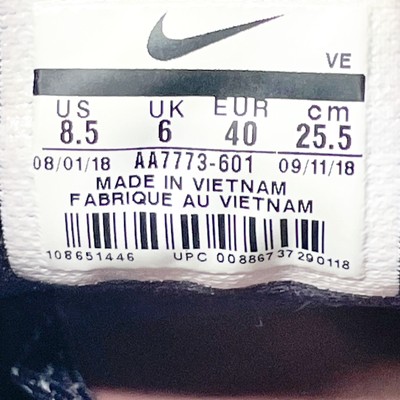 VE
US UK EUR cm
8.5 6 40 25.5
08/01/18 AA7773-601 09/11/18
MADE IN VIETNAM
FABRIQUE AU VIETNAM
108651446 UPC 00886737290118